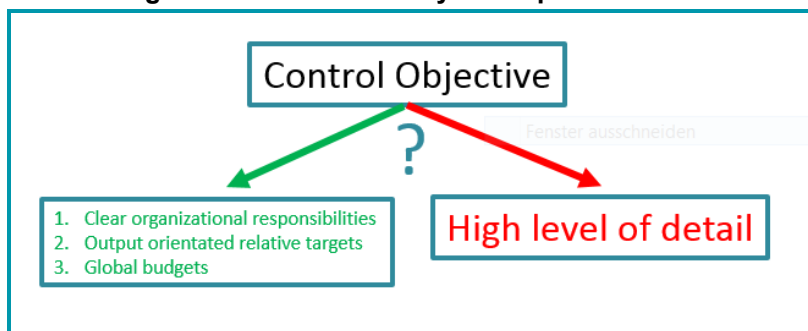 Control Objective
?
Fenster ausschneiden
1. Clear organizational responsibilities
2. Output orientated relative targets
3. Global budgets
High level of detail